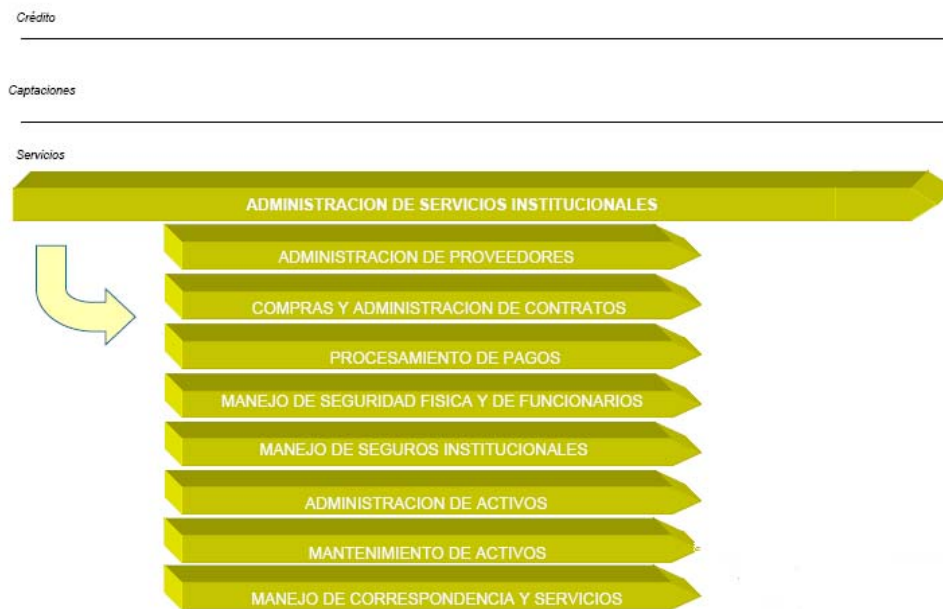 Crédito
Captaciones
Servicios
ADMINISTRACION DE SERVICIOS INSTITUCIONALES
ADMINISTRACION DE PROVEEDORES
COMPRAS Y ADMINISTRACION DE CONTRATOS
PROCESAMIENTO DE PAGOS
MANEJO DE SEGURIDAD FISICA Y DE FUNCIONARIOS
MANEJO DE SEGUROS INSTITUCIONALES
ADMINISTRACION DE ACTIVOS
MANTENIMIENTO DE ACTIVOS
MANEJO DE CORRESPONDENCIA Y SERVICIOS